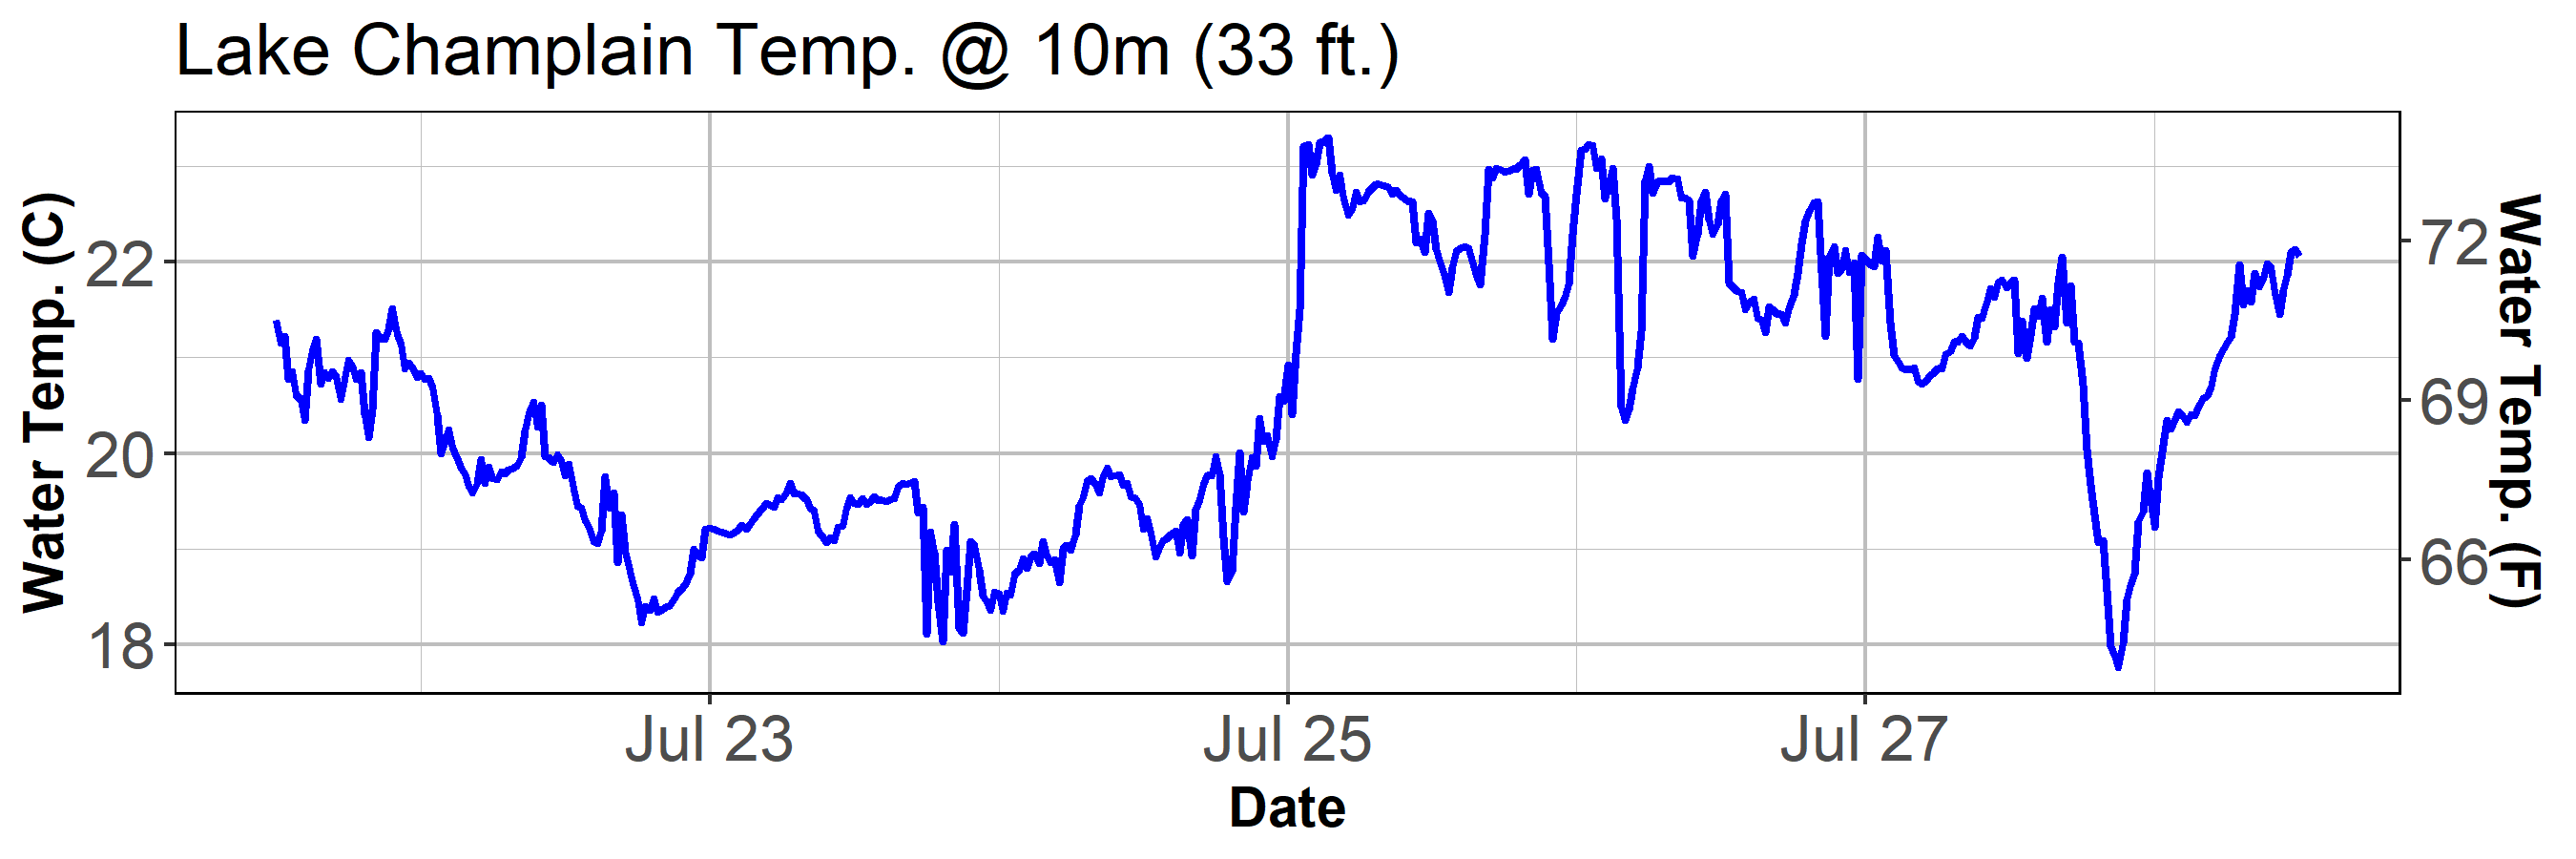 Lake Champlain Temp. @ 10m (33 ft.)
Water Temp. (C)
22
20
18
72
69
66
Water Temp. (F)
Jul 23
Jul 25
Jul 27
Date